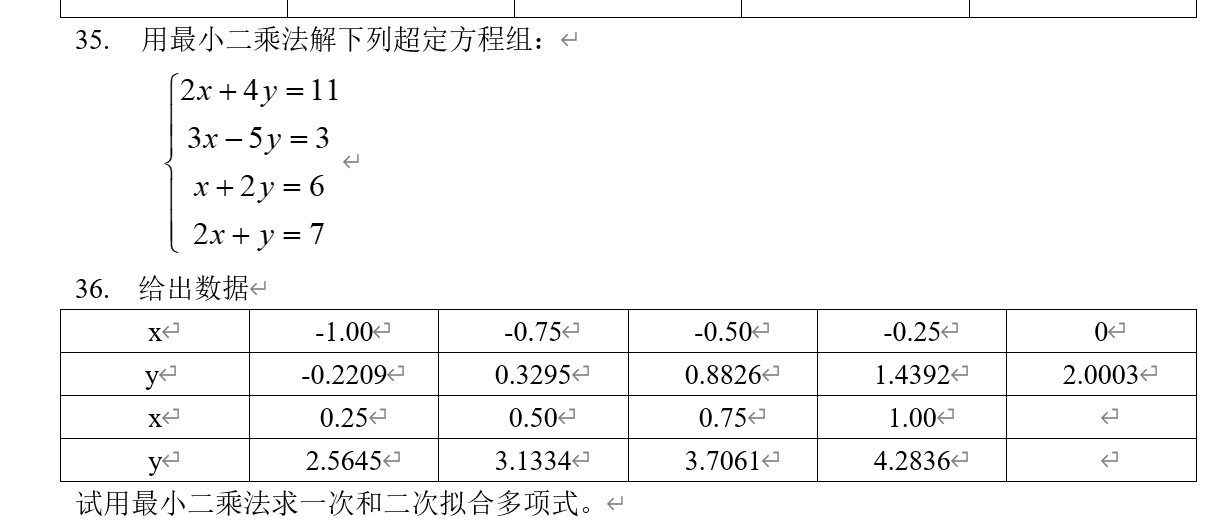 35. 用最小二乘法解下列超定方程组：
2x + 4y = 11
3x − 5y = 3
x + 2y = 6
2x + y = 7
36. 给出数据
x -1.00 -0.75 -0.50 -0.25 0
y -0.2209 0.3295 0.8826 1.4392 2.0003
x 0.25 0.50 0.75 1.00
y 2.5645 3.1334 3.7061 4.2836
试用最小二乘法求一次和二次拟合多项式。